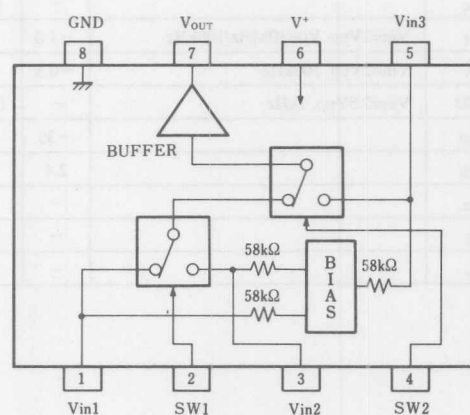 GND VOUT V+ Vin3
8 7 6 5
BUFFER
58kΩ
BIAS
58kΩ
58kΩ
1 2 3 4
Vin1 SW1 Vin2 SW2